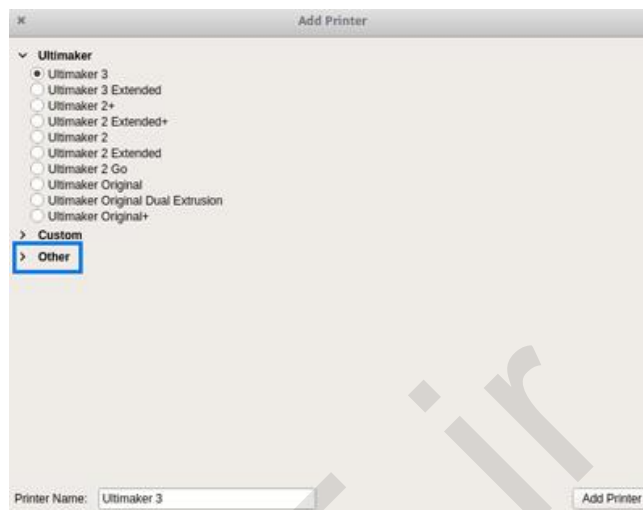 Add Printer
Ultimaker
Ultimaker 3
Ultimaker 3 Extended
Ultimaker 2+
Ultimaker 2 Extended+
Ultimaker 2
Ultimaker 2 Extended
Ultimaker 2 Go
Ultimaker Original
Ultimaker Original Dual Extrusion
Ultimaker Original+
Custom
Other
Printer Name: Ultimaker 3 Add Printer